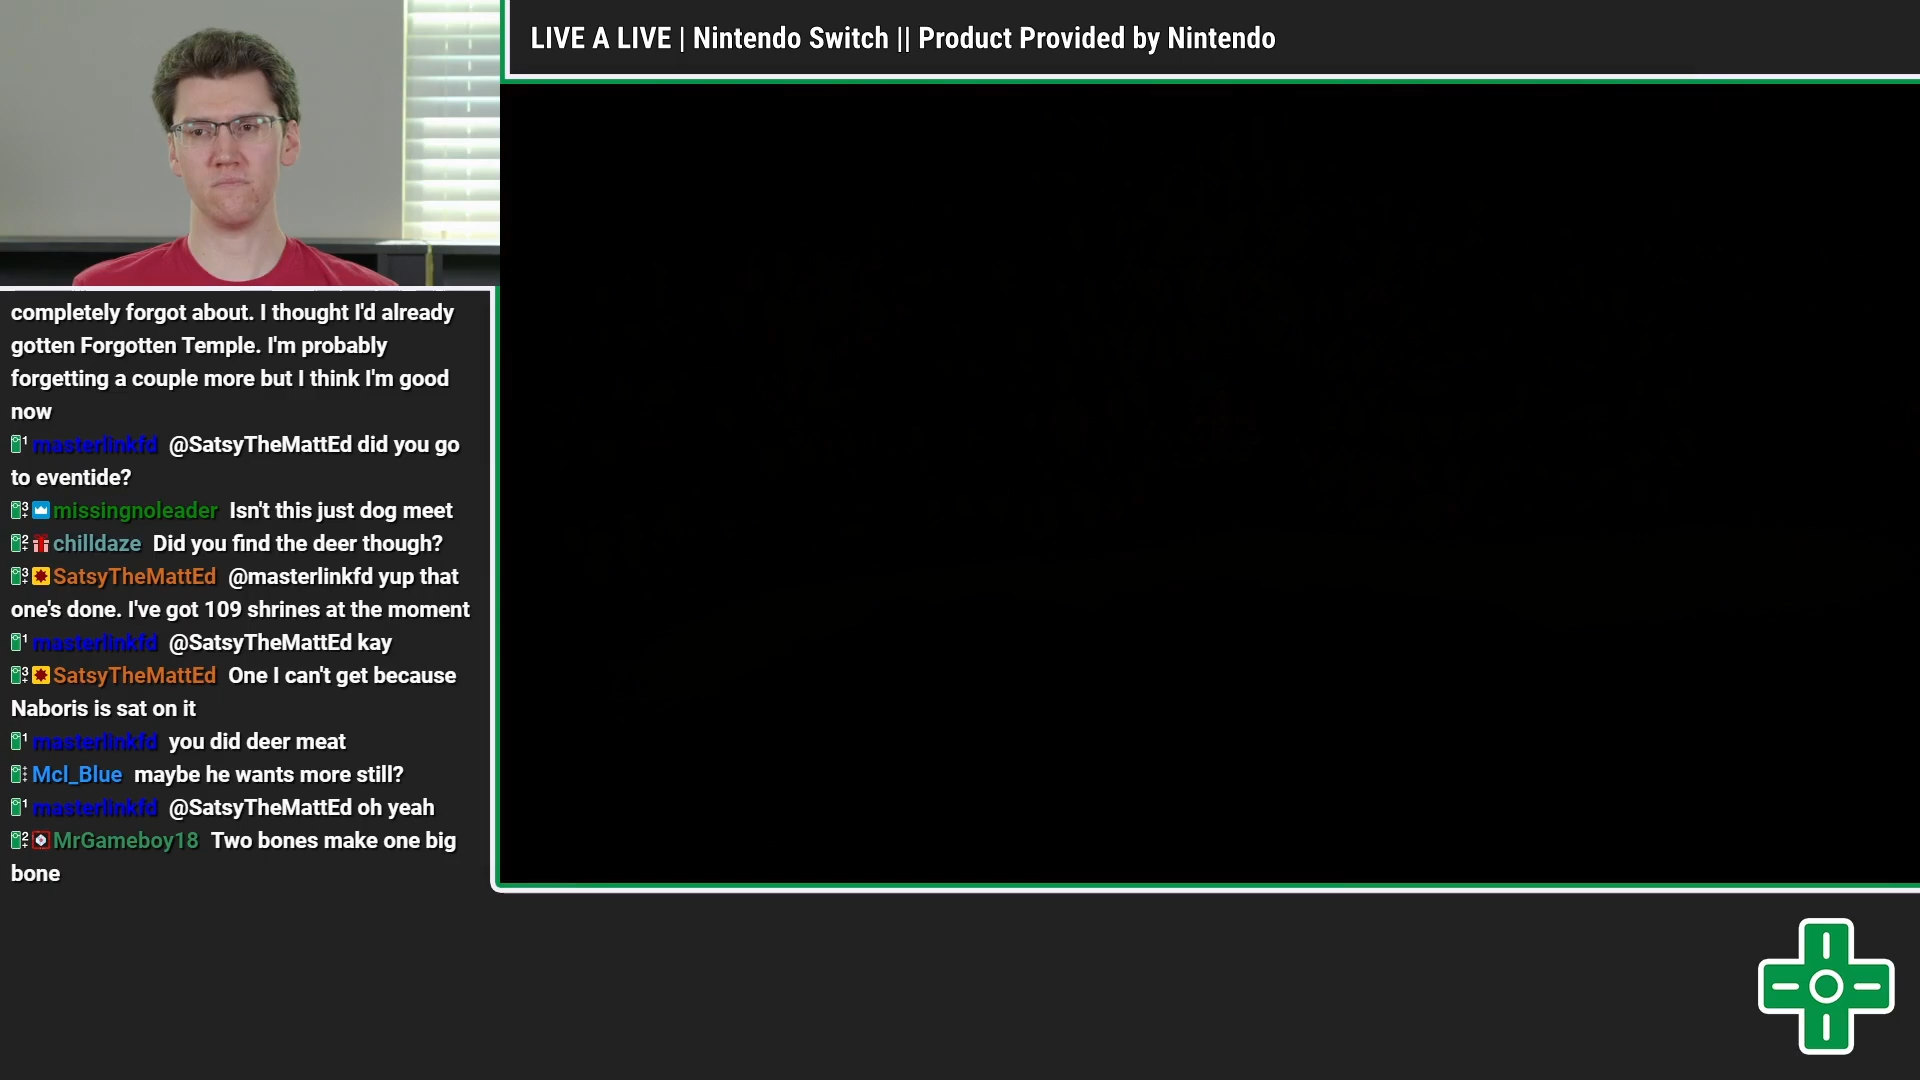 LIVE A LIVE | Nintendo Switch || Product Provided by Nintendo
completely forgot about. I thought I'd already
gotten Forgotten Temple. I'm probably
forgetting a couple more but I think I'm good
now
masterlinkfd @SatsyTheMattEd did you go
to eventide?
missingnoleader Isn't this just dog meet
chilldaze Did you find the deer though?
SatsyTheMattEd @masterlinkfd yup that
one's done. I've got 109 shrines at the moment
masterlinkfd @SatsyTheMattEd kay
SatsyTheMattEd One I can't get because
Naboris is sat on it
masterlinkfd you did deer meat
Mcl_Blue maybe he wants more still?
masterlinkfd @SatsyTheMattEd oh yeah
MrGameboy18 Two bones make one big
bone